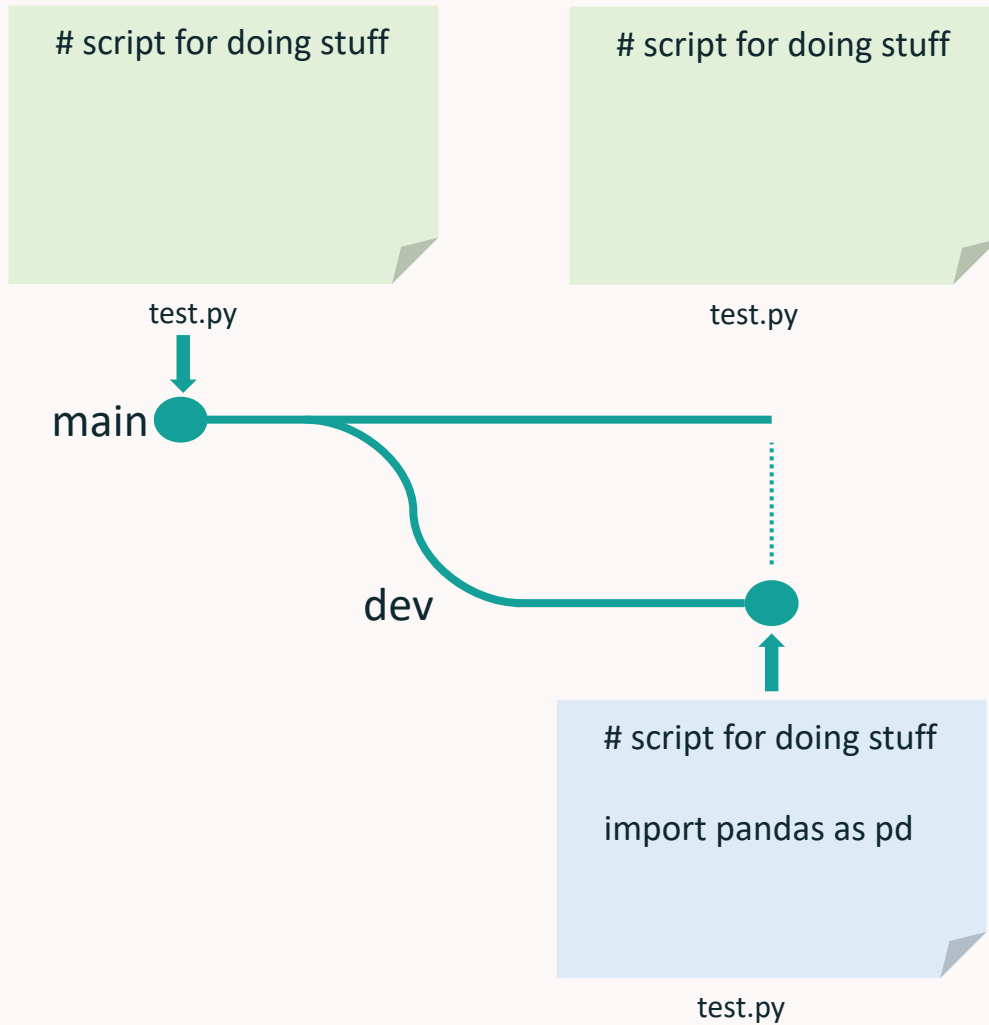 # script for doing stuff
test.py
# script for doing stuff
test.py
main
dev
# script for doing stuff
import pandas as pd
test.py